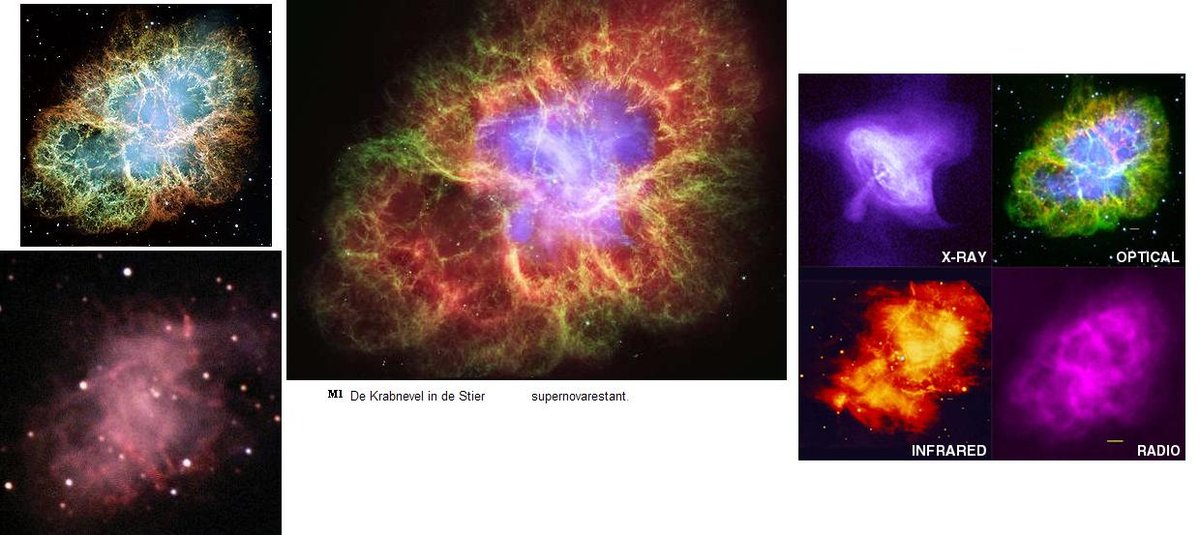 M1 De Krabnevel in de Stier supernovarestant.
X-RAY
OPTICAL
INFRARED
RADIO